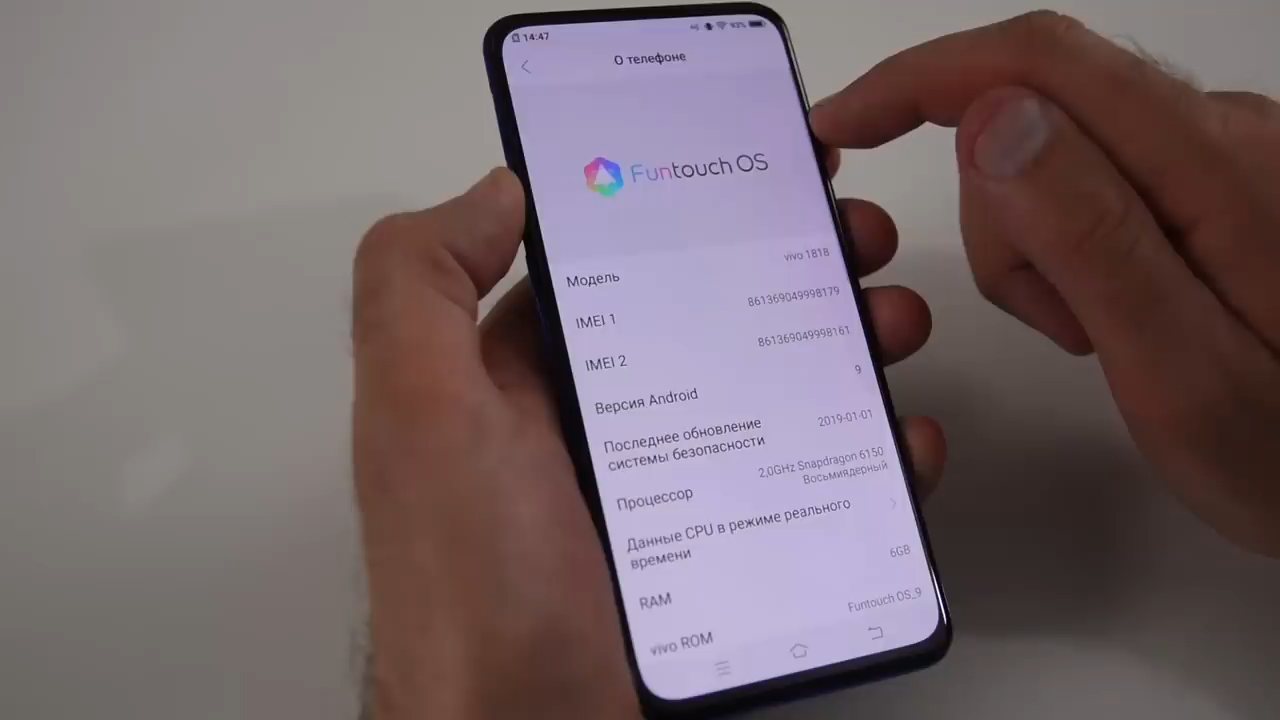 14:47
92%
О телефоне
Funtouch OS
Модель vivo 1818
IMEI 1 861369049998179
IMEI 2 861369049998161
Версия Android 9
Последнее обновление 2019-01-01
системы безопасности
Процессор 2,0GHz Snapdragon 6150
Восьмиядерный
Данные CPU в режиме реального
времени
RAM 6GB
vivo ROM Funtouch OS_9